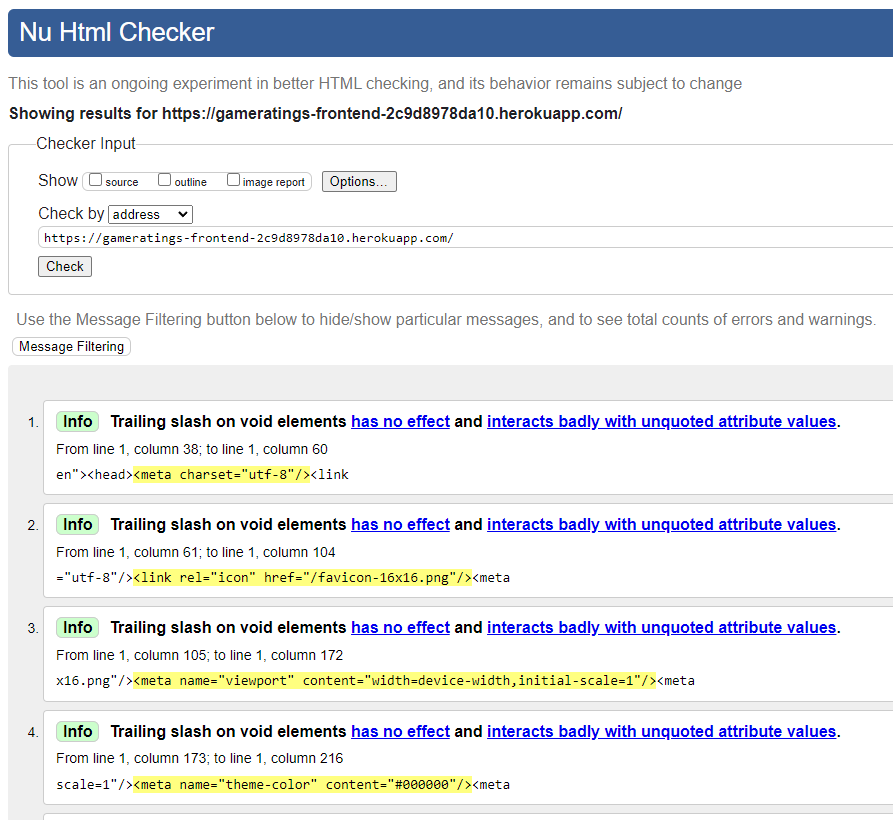 Nu Html Checker
This tool is an ongoing experiment in better HTML checking, and its behavior remains subject to change
Showing results for https://gameratings-frontend-2c9d8978da10.herokuapp.com/
Checker Input
Show source outline image report Options...
Check by address
https://gameratings-frontend-2c9d8978da10.herokuapp.com/
Check
Use the Message Filtering button below to hide/show particular messages, and to see total counts of errors and warnings.
Message Filtering
1. Info Trailing slash on void elements has no effect and interacts badly with unquoted attribute values.
From line 1, column 38; to line 1, column 60
en"><head><meta charset="utf-8"/><link
2. Info Trailing slash on void elements has no effect and interacts badly with unquoted attribute values.
From line 1, column 61; to line 1, column 104
="utf-8"/><link rel="icon" href="/favicon-16x16.png"/><meta
3. Info Trailing slash on void elements has no effect and interacts badly with unquoted attribute values.
From line 1, column 105; to line 1, column 172
x16.png"/><meta name="viewport" content="width=device-width,initial-scale=1"/><meta
4. Info Trailing slash on void elements has no effect and interacts badly with unquoted attribute values.
From line 1, column 173; to line 1, column 216
scale=1"/><meta name="theme-color" content="#000000"/><meta